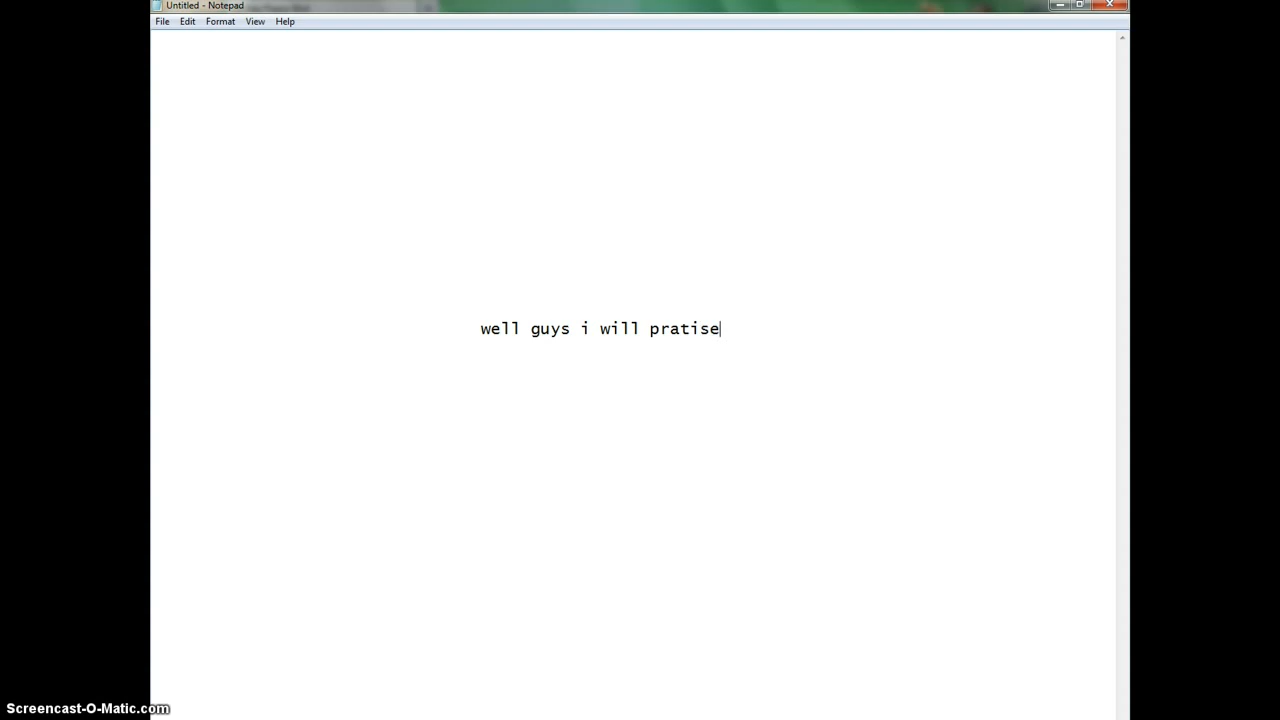 Untitled - Notepad
File Edit Format View Help
well guys i will pratise
Screencast-O-Matic.com